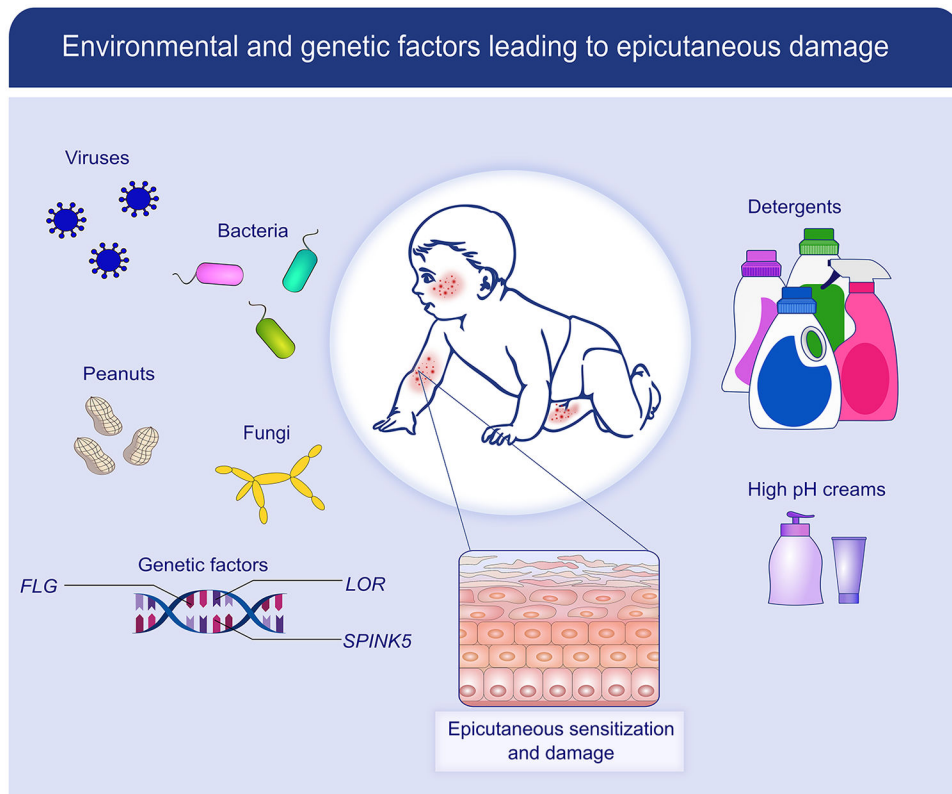 Environmental and genetic factors leading to epicutaneous damage
Viruses
Bacteria
Detergents
Peanuts
Fungi
High pH creams
Genetic factors
FLG
LOR
SPINK5
Epicutaneous sensitization
and damage